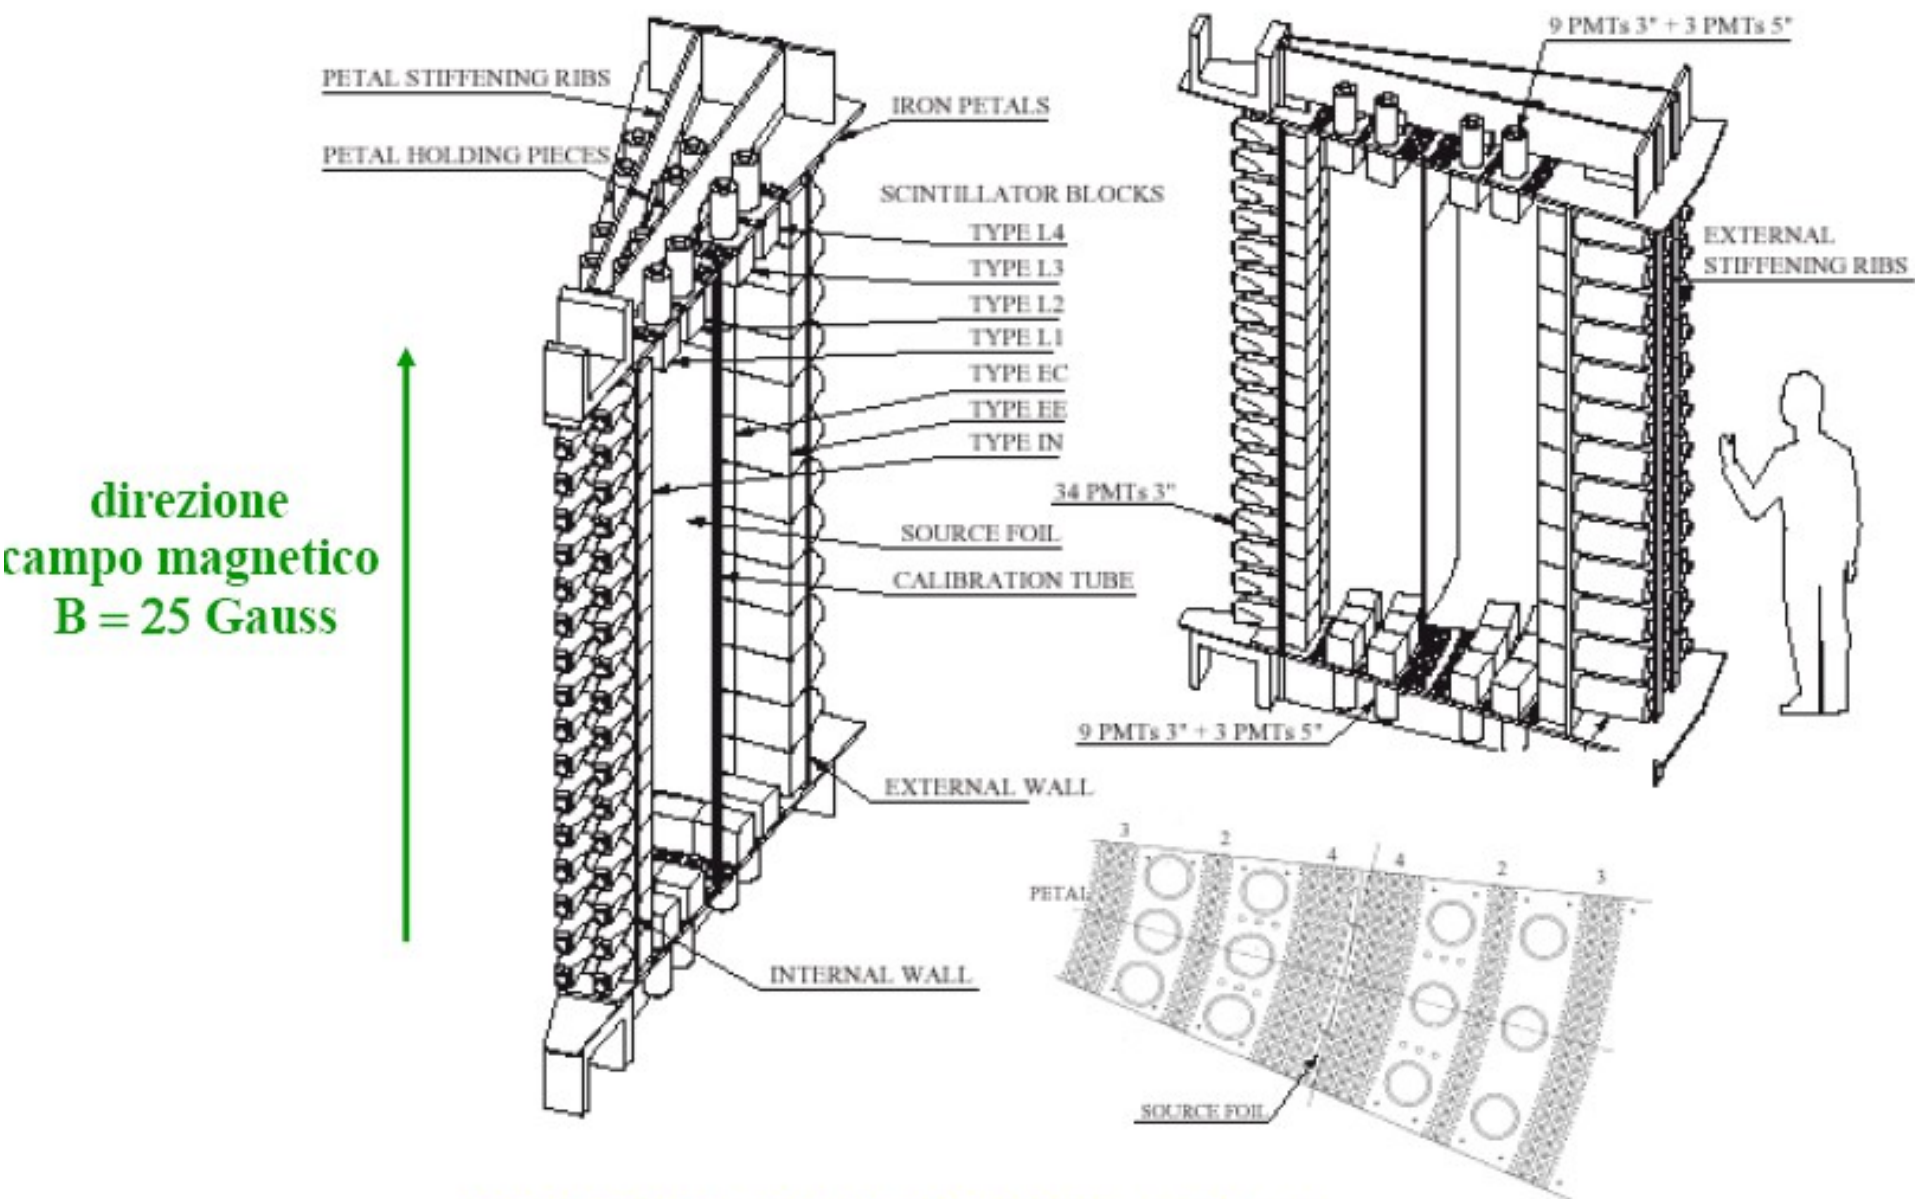 PETAL STIFFENING RIBS
PETAL HOLDING PIECES
IRON PETALS
SCINTILLATOR BLOCKS
TYPE L4
TYPE L3
TYPE L2
TYPE L1
TYPE EC
TYPE EE
TYPE IN
SOURCE FOIL
CALIBRATION TUBE
EXTERNAL WALL
INTERNAL WALL
direzione
campo magnetico
B = 25 Gauss
9 PMTs 3" + 3 PMTs 5"
EXTERNAL
STIFFENING RIBS
34 PMTs 3"
9 PMTs 3" + 3 PMTs 5"
3
2
4
4
2
3
PETAL
SOURCE FOIL